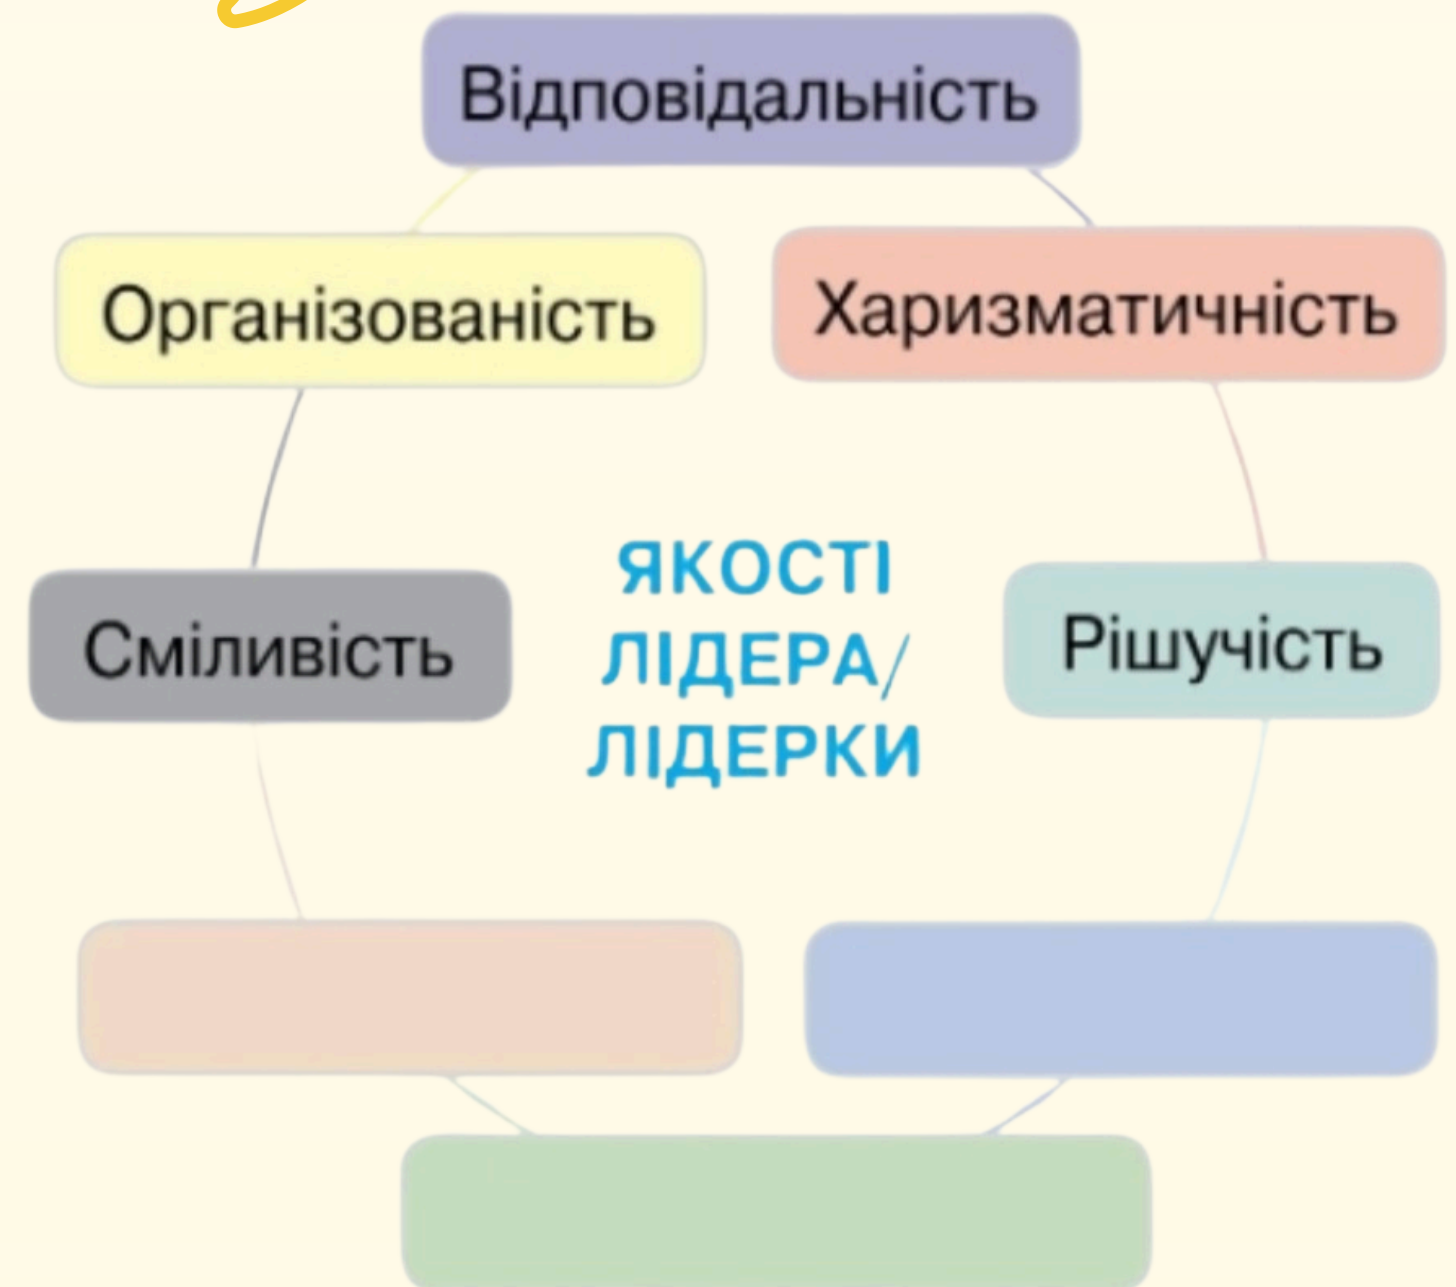 Відповідальність
Організованість
Харизматичність
ЯКОСТІ
ЛІДЕРА/
ЛІДЕРКИ
Сміливість
Рішучість